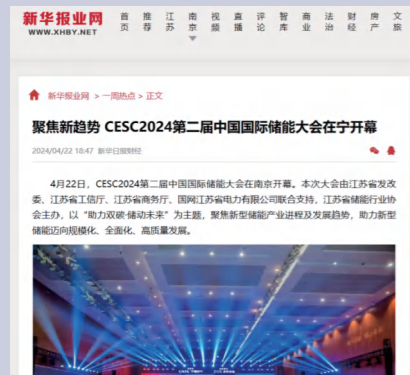 新华报业网
WWW.XHBY.NET
首页 推荐 江苏 南京 视频 直播 评论 智库 商业 法治 财经 房产 文旅
新华报业网 > 一周热点 > 正文
聚焦新趋势 CESC2024第二届中国国际储能大会在宁开幕
2024/04/22 18:47 新华日报财经
4月22日，CESC2024第二届中国国际储能大会在南京开幕。本次大会由江苏省发改
委、江苏省工信厅、江苏省商务厅、国网江苏省电力有限公司联合支持，江苏省储能行业协
会主办，以“助力双碳·储动未来”为主题，聚焦新型储能产业进程及发展趋势，助力新型
储能迈向规模化、全面化、高质量发展。